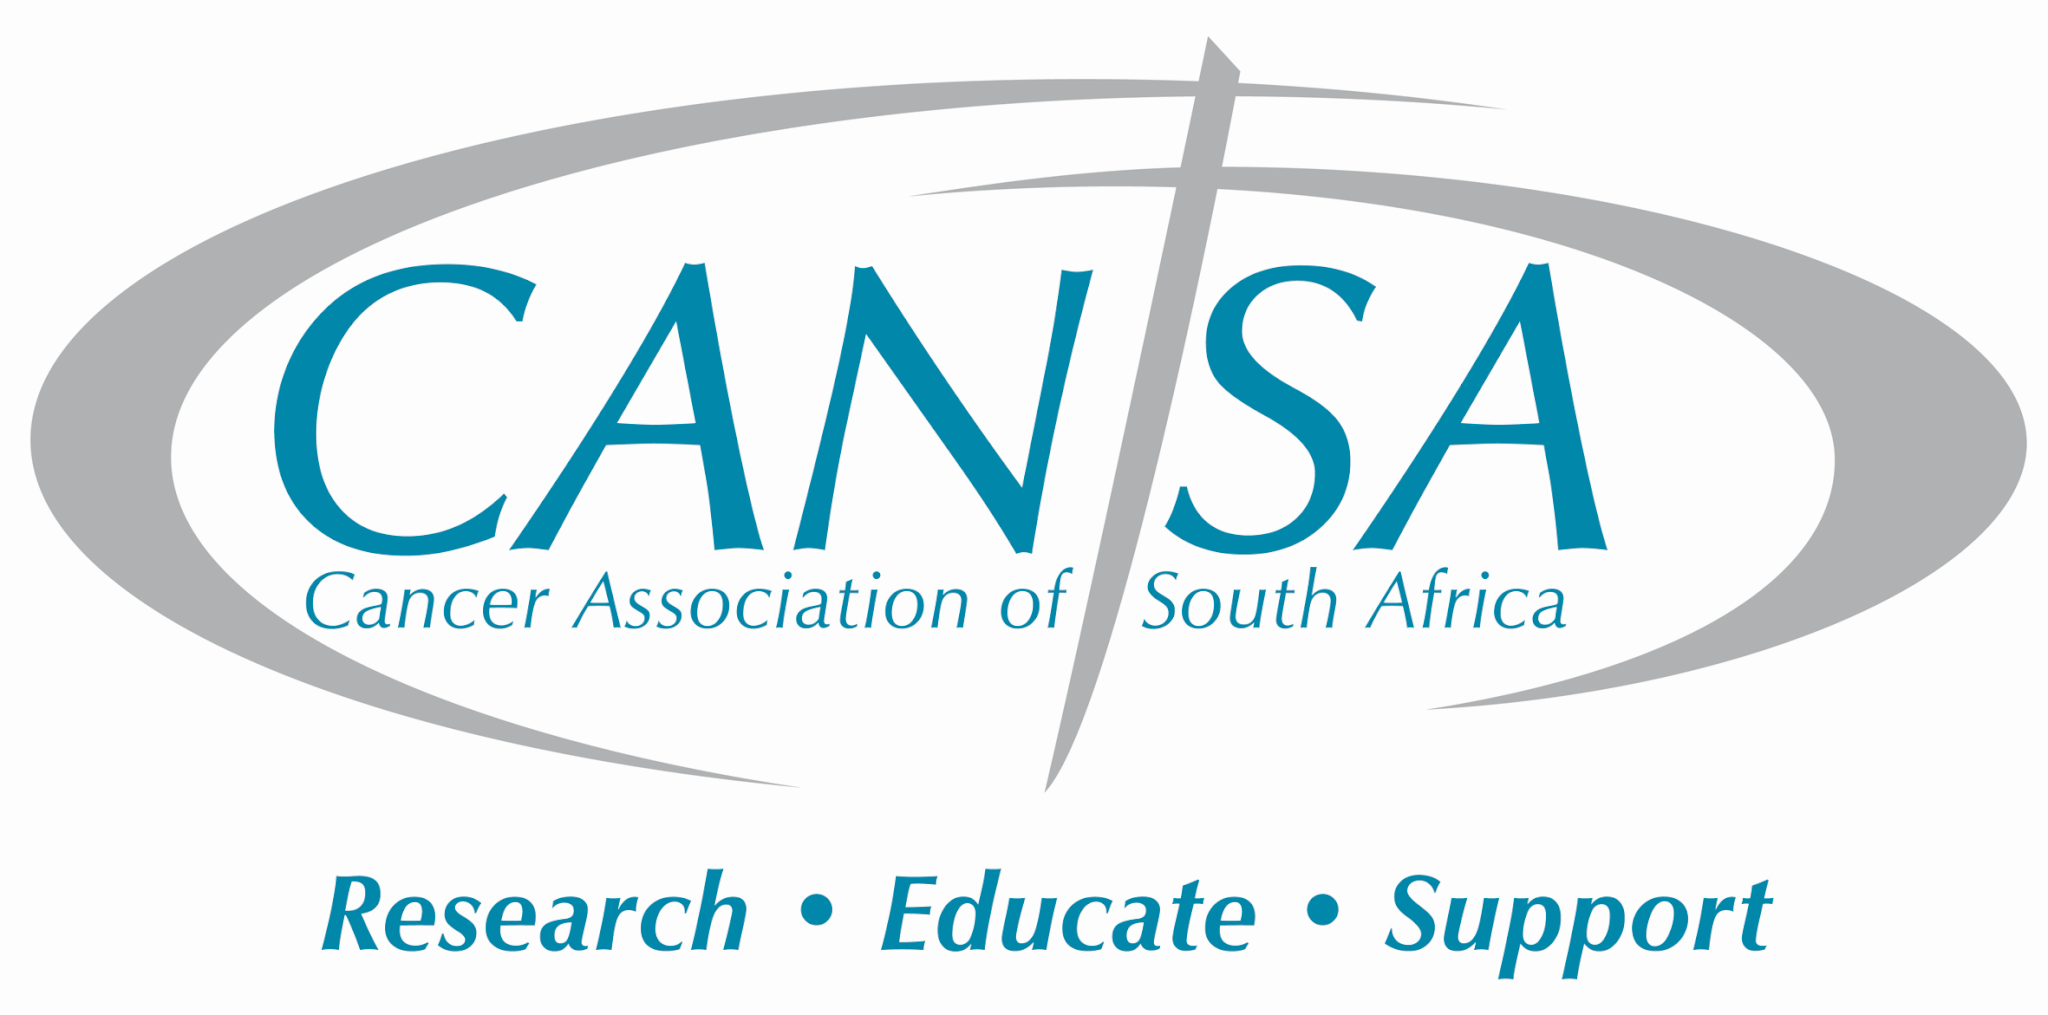 CANSA
Cancer Association of South Africa
Research • Educate • Support